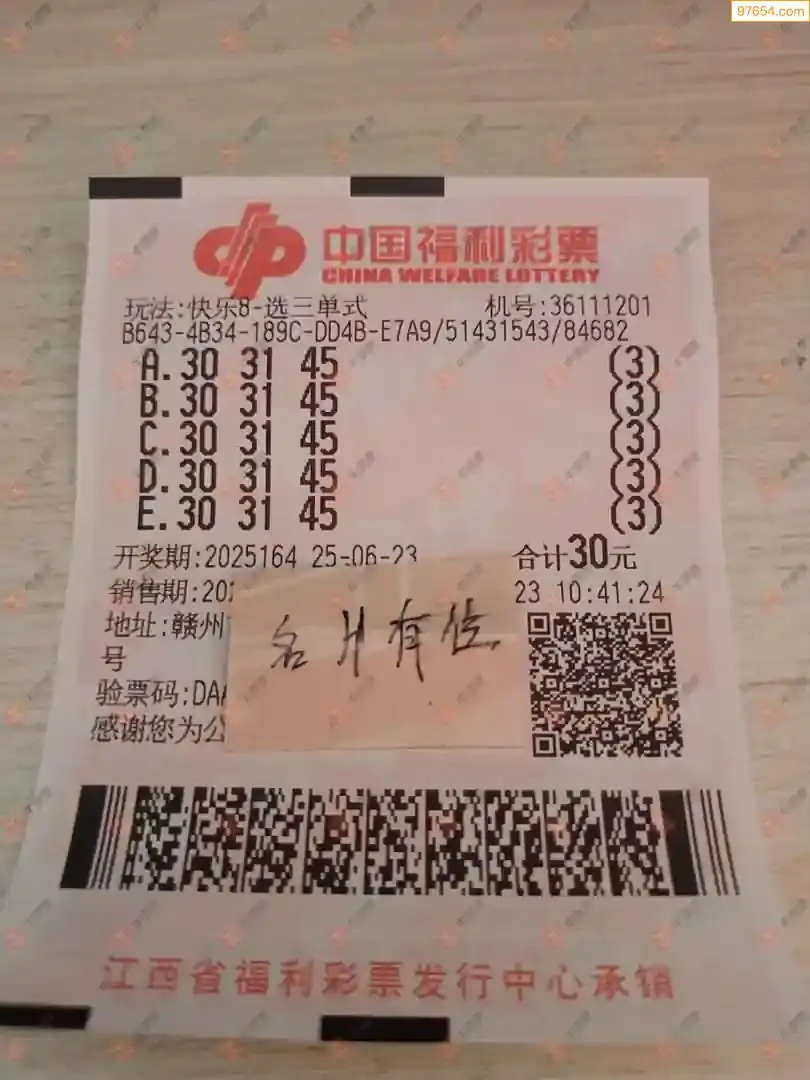 97654.com
中国福利彩票
CHINA WELFARE LOTTERY
玩法:快乐8-选三单式 机号:36111201
B643-4B34-189C-DD4B-E7A9/51431543/84682
A.30 31 45 (3)
B.30 31 45 (3)
C.30 31 45 (3)
D.30 31 45 (3)
E.30 31 45 (3)
开奖期:2025164 25-06-23 合计30元
销售期:202 23 10:41:24
地址:赣州
号
名片有位
验票码:DA
感谢您为公
江西省福利彩票发行中心承销